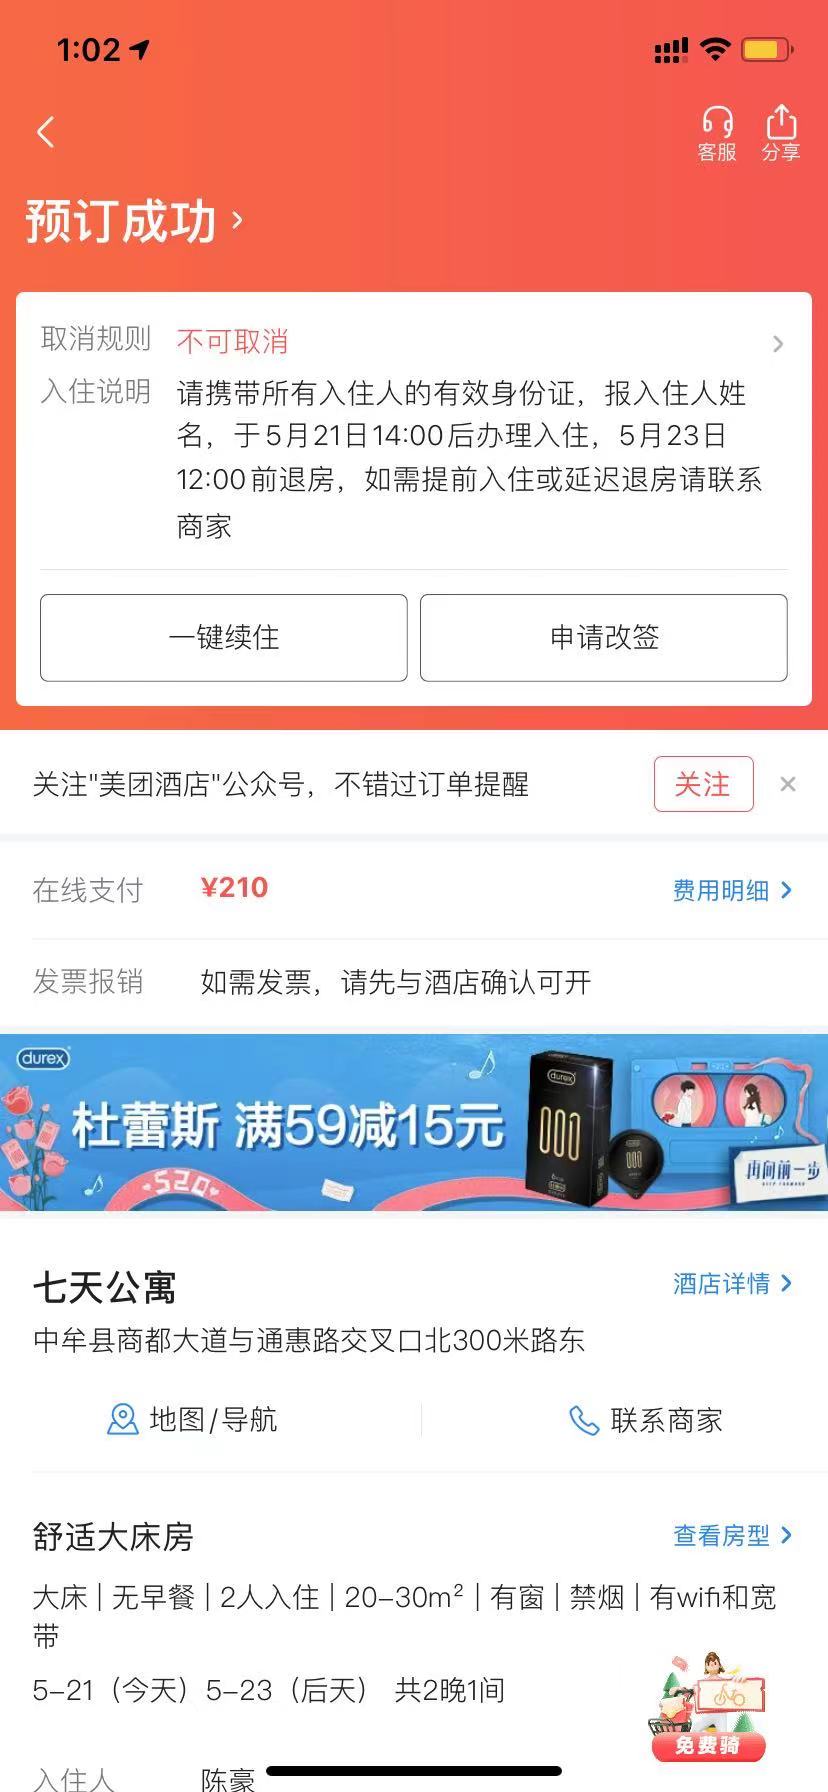 1:02
客服 分享
预订成功
取消规则 不可取消
入住说明 请携带所有入住人的有效身份证，报入住人姓
名，于5月21日14:00后办理入住，5月23日
12:00前退房，如需提前入住或延迟退房请联系
商家
一键续住 申请改签
关注"美团酒店"公众号，不错过订单提醒 关注
在线支付 ¥210 费用明细
发票报销 如需发票，请先与酒店确认可开
durex
杜蕾斯 满59减15元
durex
001
001
520
再向前一步
七天公寓 酒店详情
中牟县商都大道与通惠路交叉口北300米路东
地图/导航 联系商家
舒适大床房 查看房型
大床 | 无早餐 | 2人入住 | 20-30m² | 有窗 | 禁烟 | 有wifi和宽
带
5-21（今天）5-23（后天） 共2晚1间
免费骑
入住人 陈豪